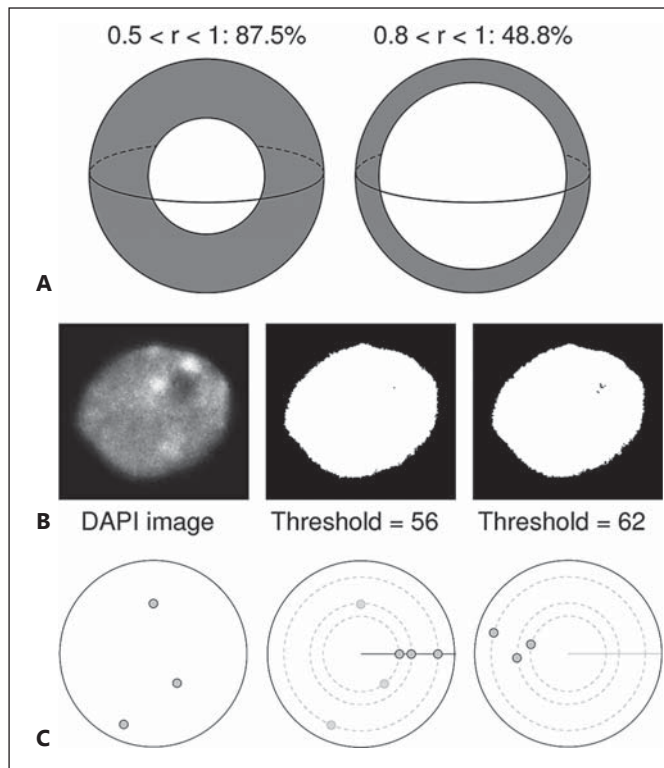 0.5 < r < 1: 87.5% 0.8 < r < 1: 48.8%
A
B DAPI image Threshold = 56 Threshold = 62
C